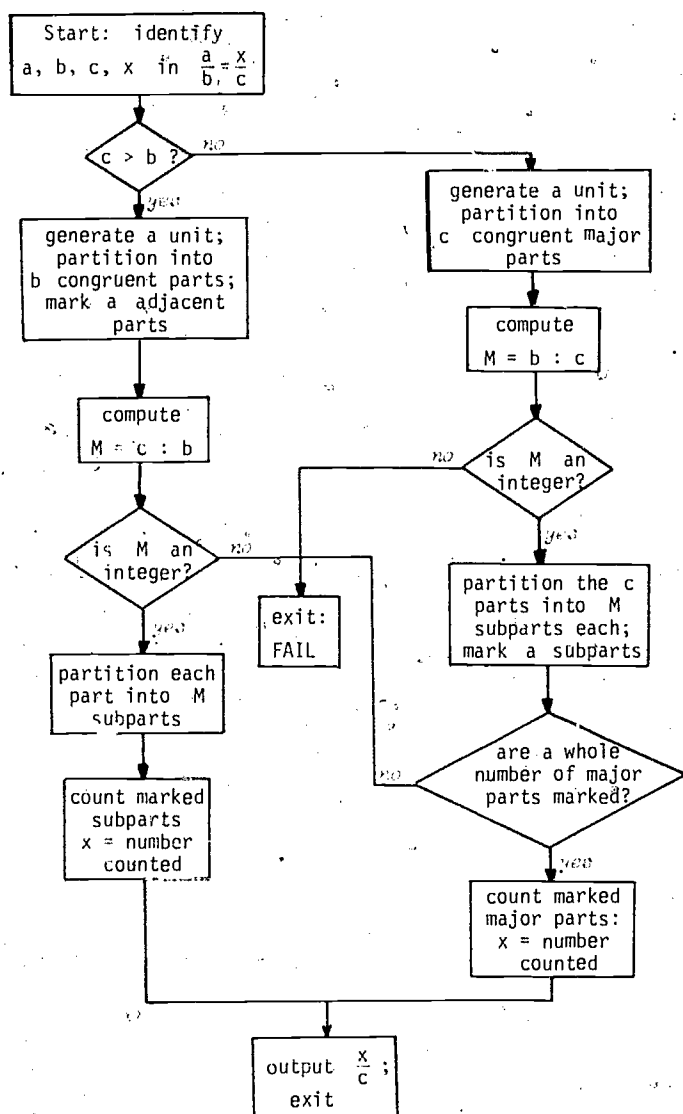 Start: identify
a, b, c, x in a/b = x/c
c > b ?
no
yes
generate a unit;
partition into
b congruent parts;
mark a adjacent
parts
compute
M = c : b
is M an
integer?
no
yes
partition each
part into M
subparts
count marked
subparts
x = number
counted
generate a unit;
partition into
c congruent major
parts
compute
M = b : c
is M an
integer?
no
yes
exit:
FAIL
partition the c
parts into M
subparts each;
mark a subparts
are a whole
number of major
parts marked?
no
yes
count marked
major parts:
x = number
counted
output x/c ;
exit